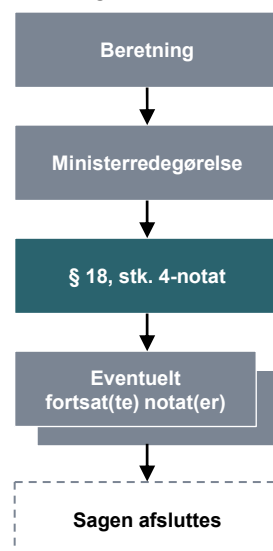 Beretning
Ministerredegørelse
§ 18, stk. 4-notat
Eventuelt
fortsat(te) notat(er)
Sagen afsluttes